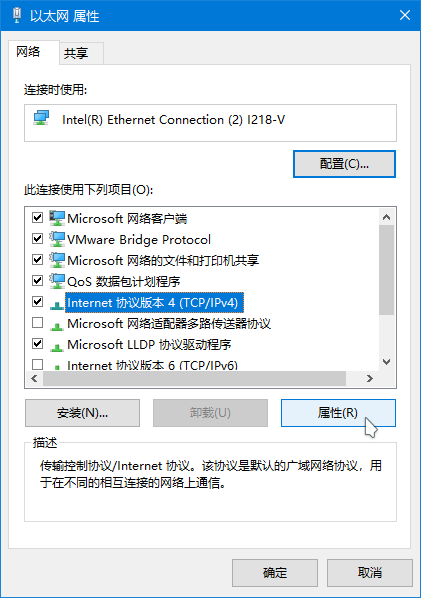 以太网 属性
网络
共享
连接时使用:
Intel(R) Ethernet Connection (2) I218-V
配置(C)...
此连接使用下列项目(O):
Microsoft 网络客户端
VMware Bridge Protocol
Microsoft 网络的文件和打印机共享
QoS 数据包计划程序
Internet 协议版本 4 (TCP/IPv4)
Microsoft 网络适配器多路传送器协议
Microsoft LLDP 协议驱动程序
Internet 协议版本 6 (TCP/IPv6)
安装(N)...
卸载(U)
属性(R)
描述
传输控制协议/Internet 协议。该协议是默认的广域网络协议，用
于在不同的相互连接的网络上通信。
确定
取消